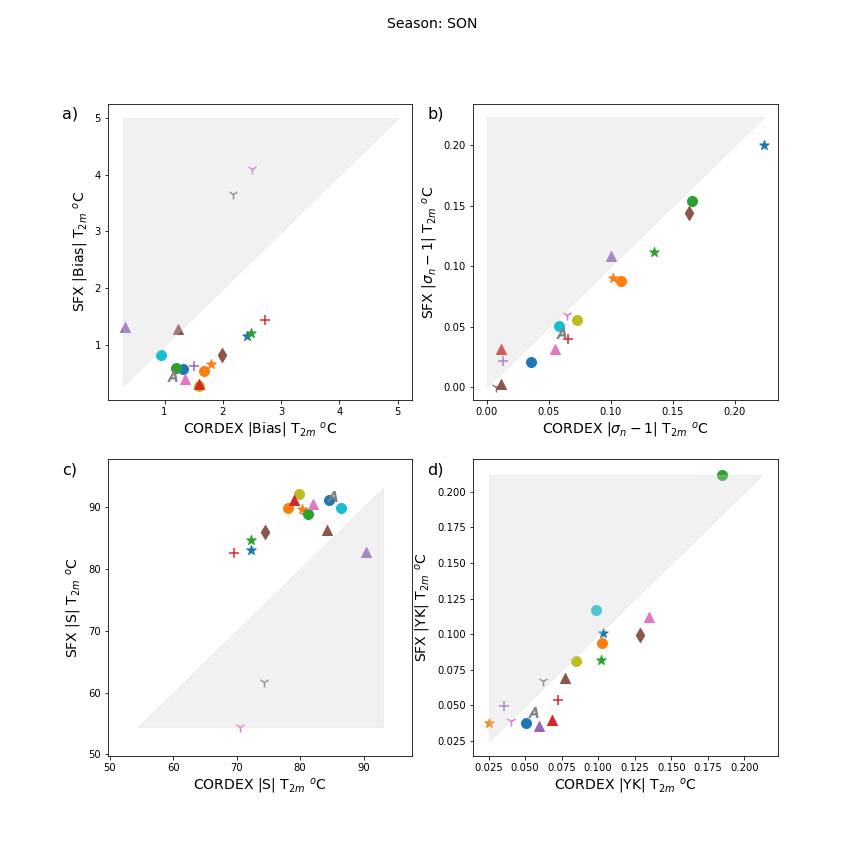 Season: SON
a)
5
4
3
2
1
SFX |Bias| T2m °C
A
1
2
3
4
5
CORDEX |Bias| T2m °C
b)
0.20
0.15
0.10
0.05
0.00
SFX |σn − 1| T2m °C
A
0.00
0.05
0.10
0.15
0.20
CORDEX |σn − 1| T2m °C
c)
90
80
70
60
50
SFX |S| T2m °C
A
50
60
70
80
90
CORDEX |S| T2m °C
d)
0.200
0.175
0.150
0.125
0.100
0.075
0.050
0.025
SFX |YK| T2m °C
A
0.025
0.050
0.075
0.100
0.125
0.150
0.175
0.200
CORDEX |YK| T2m °C